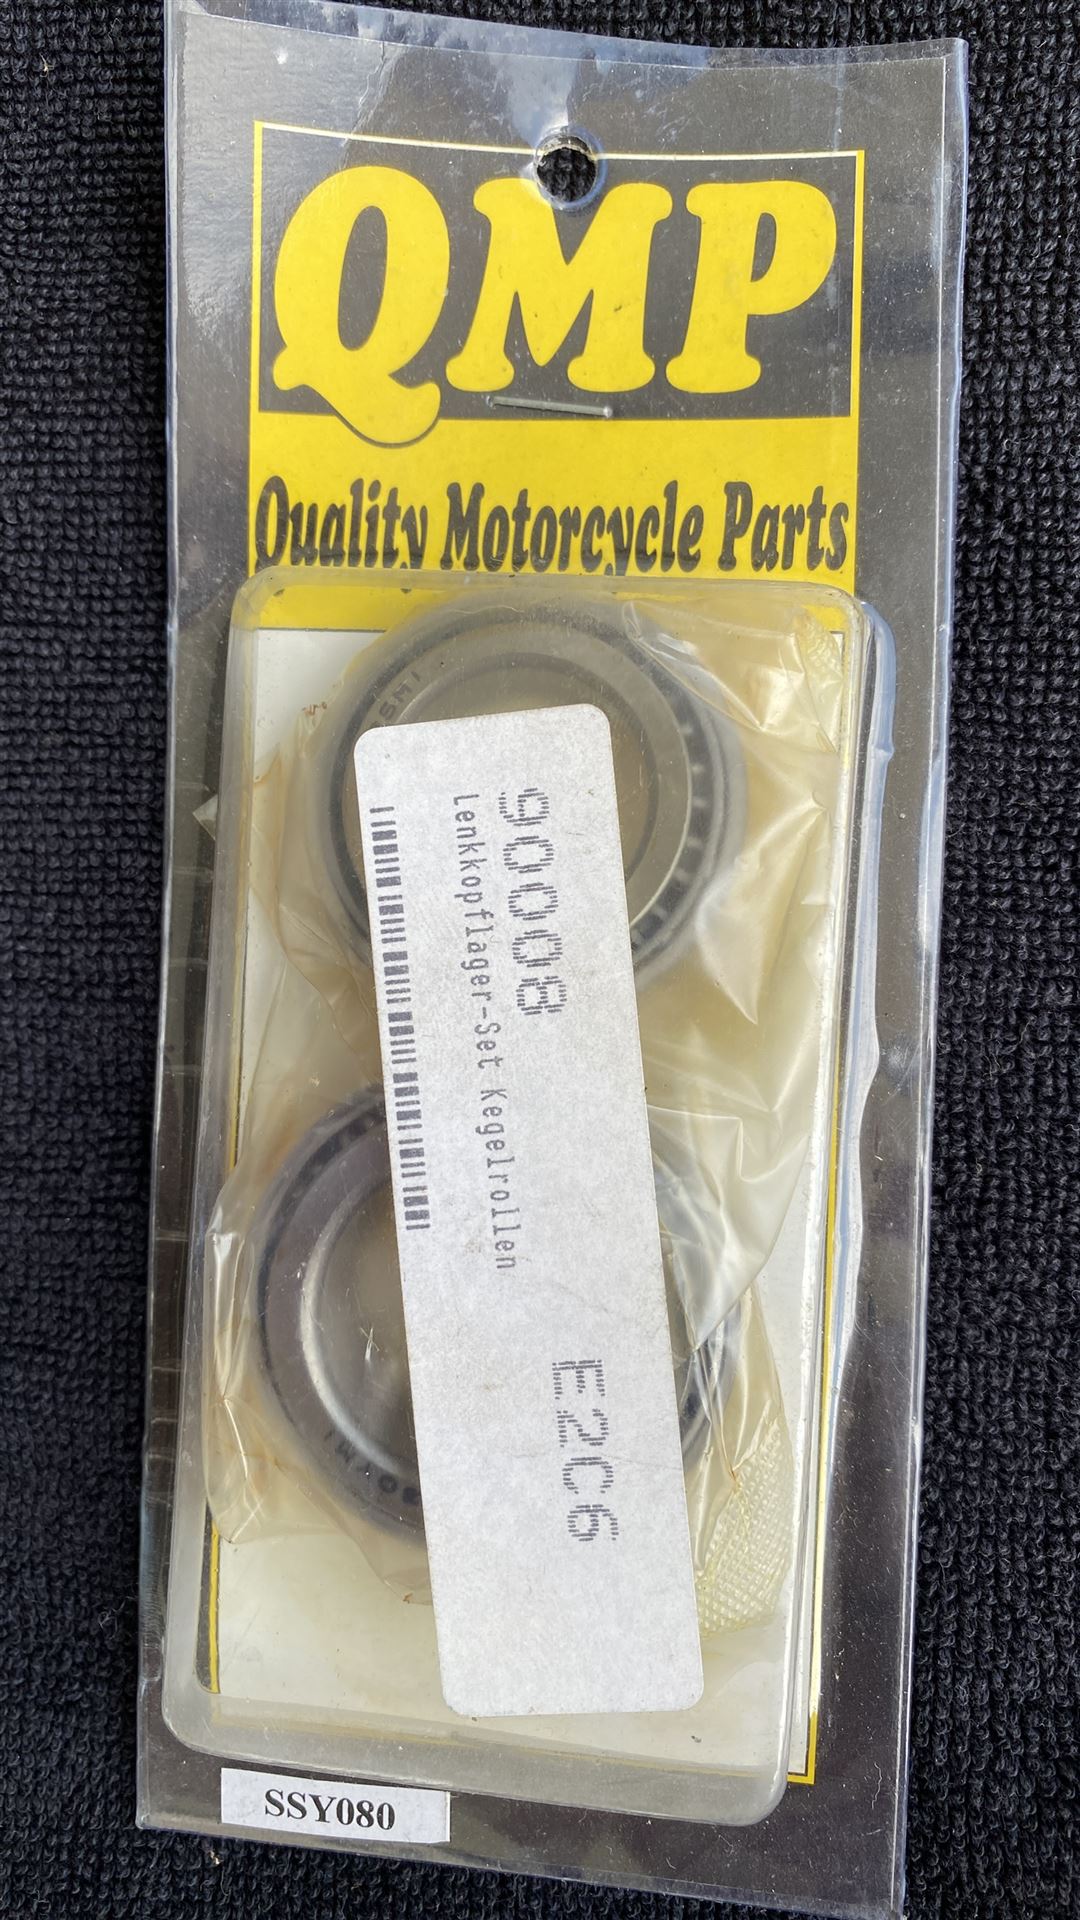 QMP
Quality Motorcycle Parts
90008
Lenkkopflager-Set Kegelrollen
E2C6
SSY080